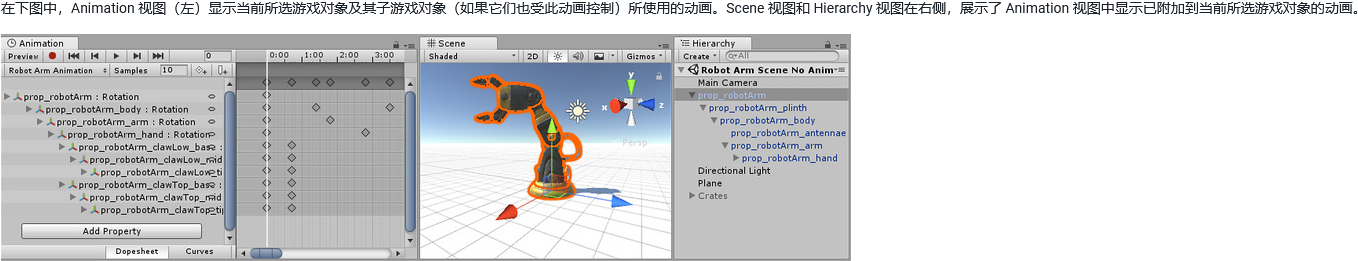 在下图中，Animation 视图（左）显示当前所选游戏对象及其子游戏对象（如果它们也受此动画控制）所使用的动画。Scene 视图和 Hierarchy 视图在右侧，展示了 Animation 视图中显示已附加到当前所选游戏对象的动画。
Animation
Preview 0 0:00 1:00 2:00 3:00
Robot Arm Animation Samples 10
prop_robotArm : Rotation
prop_robotArm_body : Rotation
prop_robotArm_arm : Rotation
prop_robotArm_hand : Rotation
prop_robotArm_clawLow_bas
prop_robotArm_clawLow_mid
prop_robotArm_clawLow_ti
prop_robotArm_clawTop_bas
prop_robotArm_clawTop_mid
prop_robotArm_clawTop_ti
Add Property
Dopesheet Curves
Scene
Shaded 2D Gizmos
y
x z
Persp
Hierarchy
Create All
Robot Arm Scene No Anim
Main Camera
prop_robotArm
prop_robotArm_plinth
prop_robotArm_body
prop_robotArm_antennae
prop_robotArm_arm
prop_robotArm_hand
Directional Light
Plane
Crates